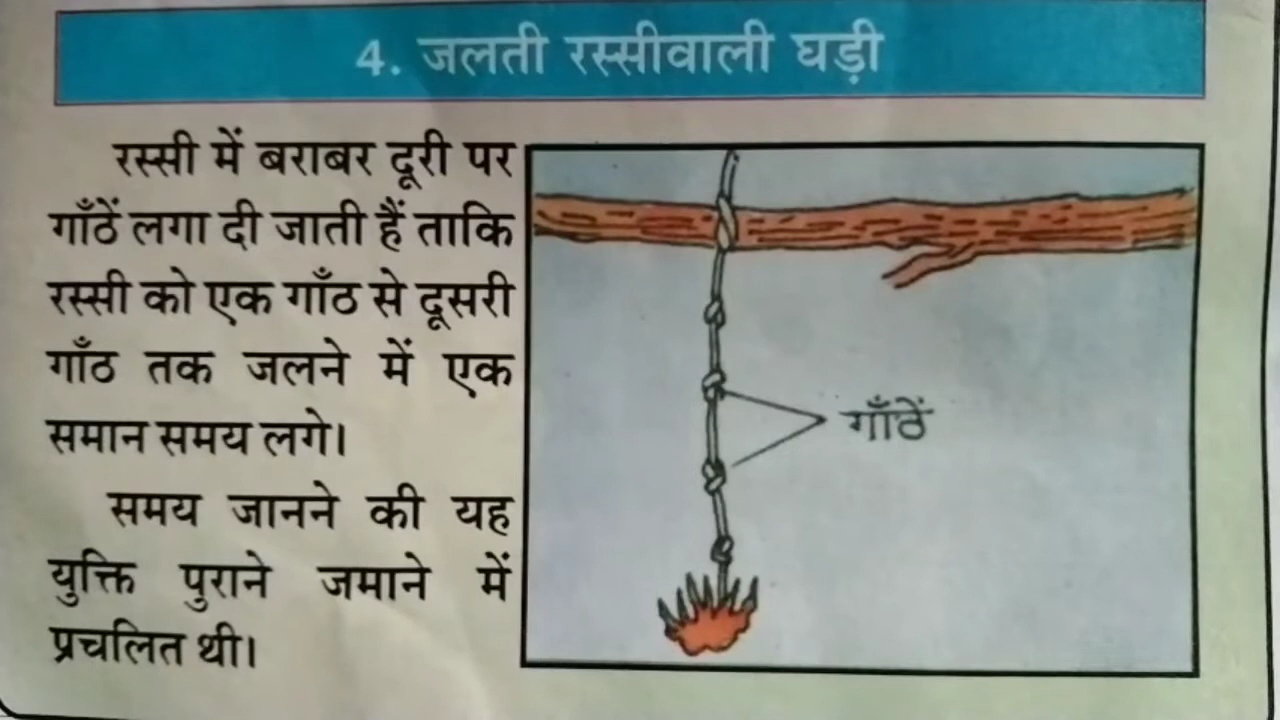 4. जलती रस्सीवाली घड़ी
रस्सी में बराबर दूरी पर
गाँठें लगा दी जाती हैं ताकि
रस्सी को एक गाँठ से दूसरी
गाँठ तक जलने में एक
समान समय लगे।
समय जानने की यह
युक्ति पुराने जमाने में
प्रचलित थी।
गाँठें